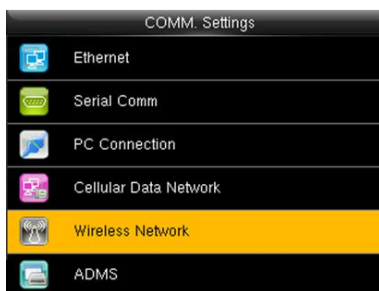 COMM. Settings
Ethernet
Serial Comm
PC Connection
Cellular Data Network
Wireless Network
ADMS